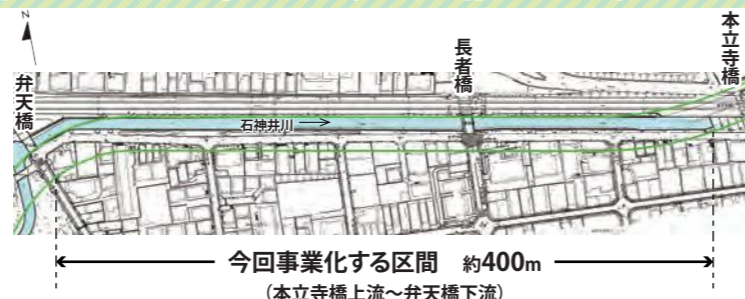 N
弁天橋
長者橋
本立寺橋
石神井川
今回事業化する区間 約400m
（本立寺橋上流～弁天橋下流）